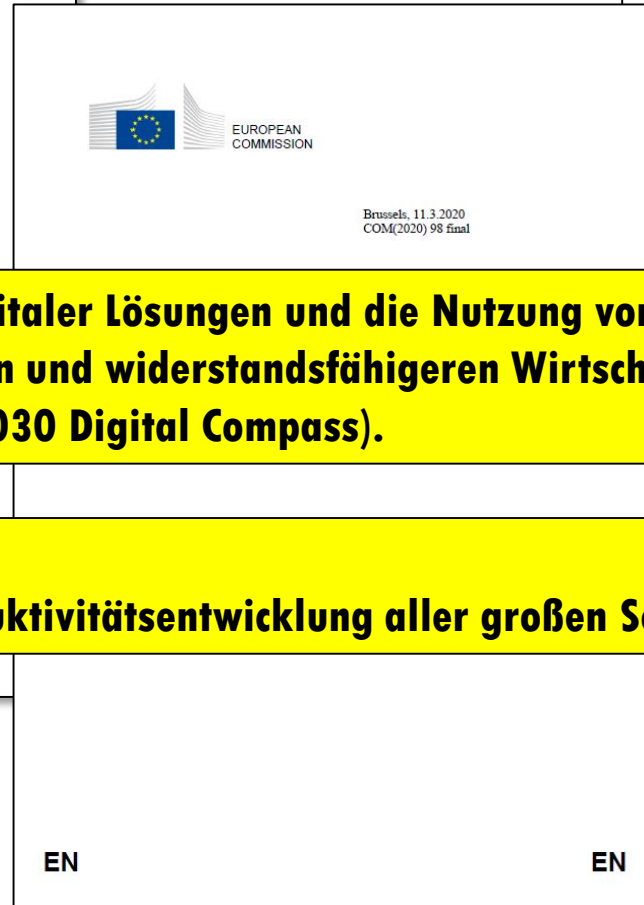 EUROPEAN
COMMISSION
Brussels, 11.3.2020
COM(2020) 98 final
italer Lösungen und die Nutzung von
n und widerstandsfähigeren Wirtsch
030 Digital Compass).
uktivitätsentwicklung aller großen Se
EN EN